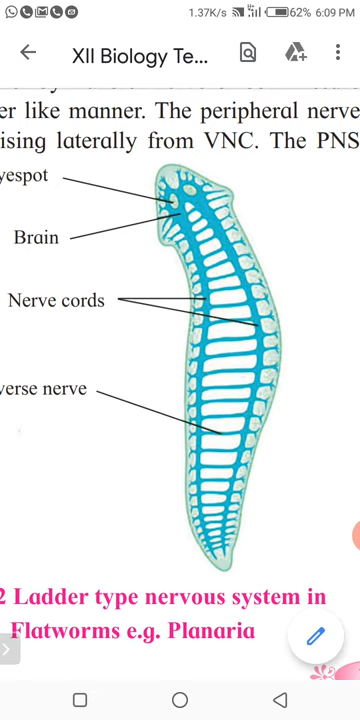 1.37K/s 62% 6:09 PM
XII Biology Te...
er like manner. The peripheral nerve
ising laterally from VNC. The PNS
yespot
Brain
Nerve cords
verse nerve
2 Ladder type nervous system in
Flatworms e.g. Planaria